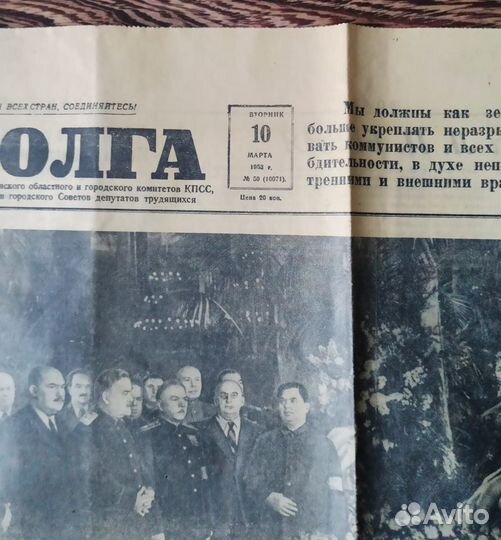 ВСЕХ СТРАН, СОЕДИНЯЙТЕСЬ!
ОЛГА
вского областного и городского комитетов КПСС,
и городского Советов депутатов трудящихся
ВТОРНИК
10
МАРТА
1953 г.
№ 59 (10071).
Цена 20 коп.
Мы должны как зе
больше укреплять неразры
вать коммунистов и всех
бдительности, в духе неп
тренними и внешними вра
Avito